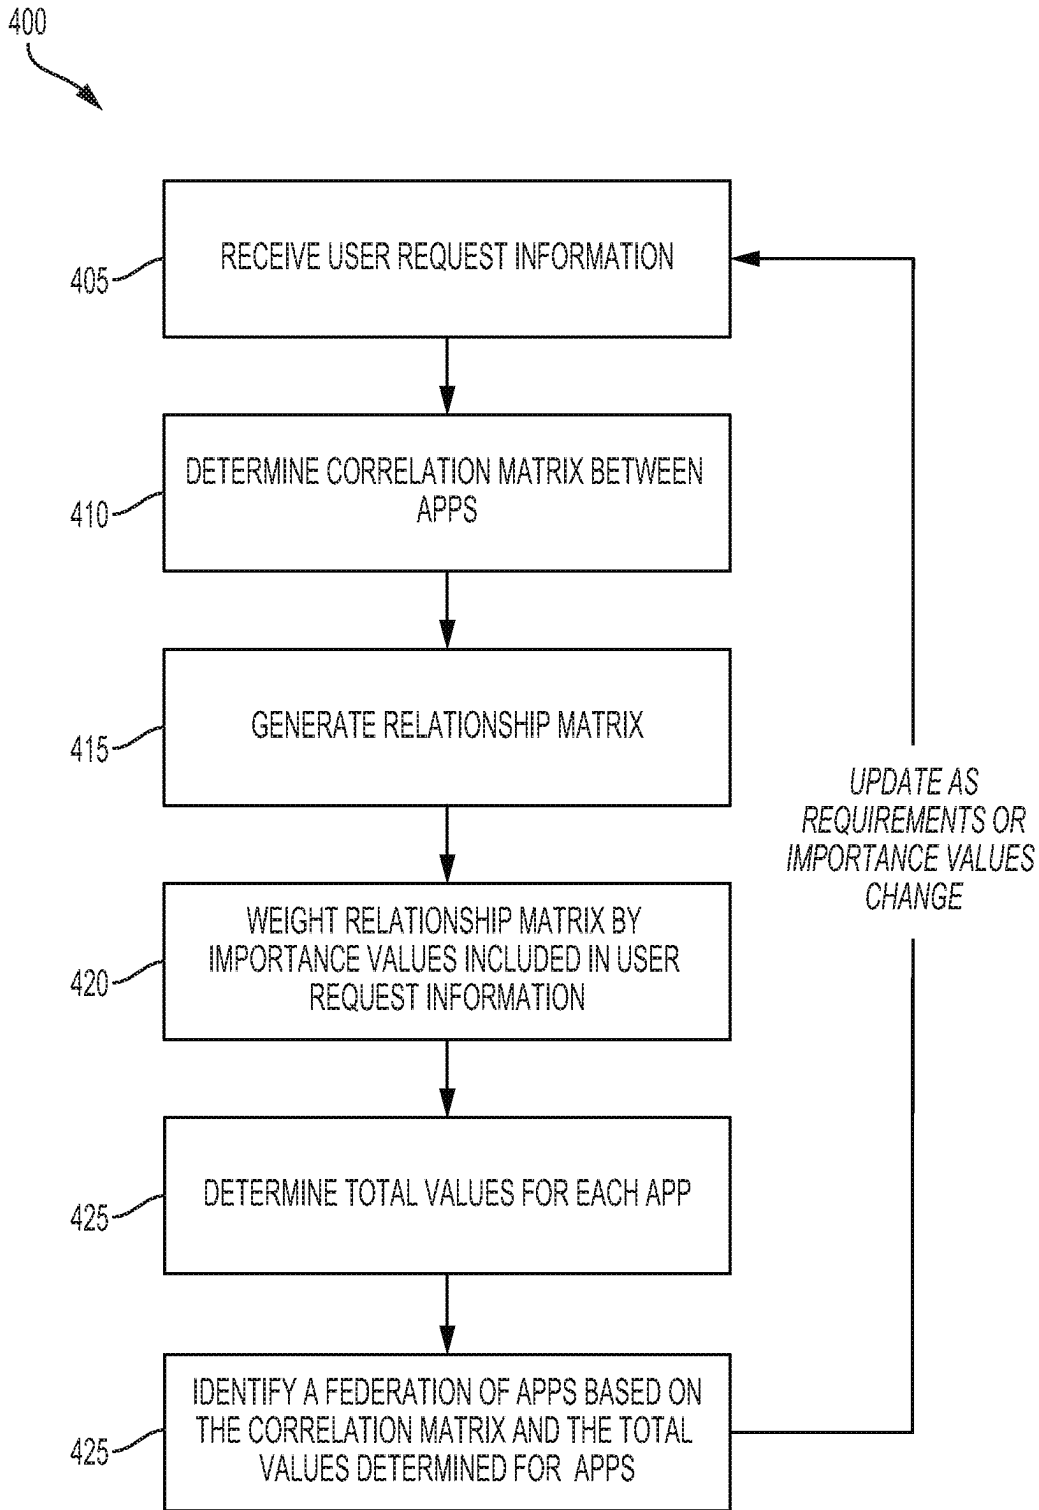 400
RECEIVE USER REQUEST INFORMATION
405
DETERMINE CORRELATION MATRIX BETWEEN
APPS
410
GENERATE RELATIONSHIP MATRIX
415
UPDATE AS
REQUIREMENTS OR
IMPORTANCE VALUES
CHANGE
WEIGHT RELATIONSHIP MATRIX BY
IMPORTANCE VALUES INCLUDED IN USER
REQUEST INFORMATION
420
DETERMINE TOTAL VALUES FOR EACH APP
425
IDENTIFY A FEDERATION OF APPS BASED ON
THE CORRELATION MATRIX AND THE TOTAL
VALUES DETERMINED FOR APPS
425